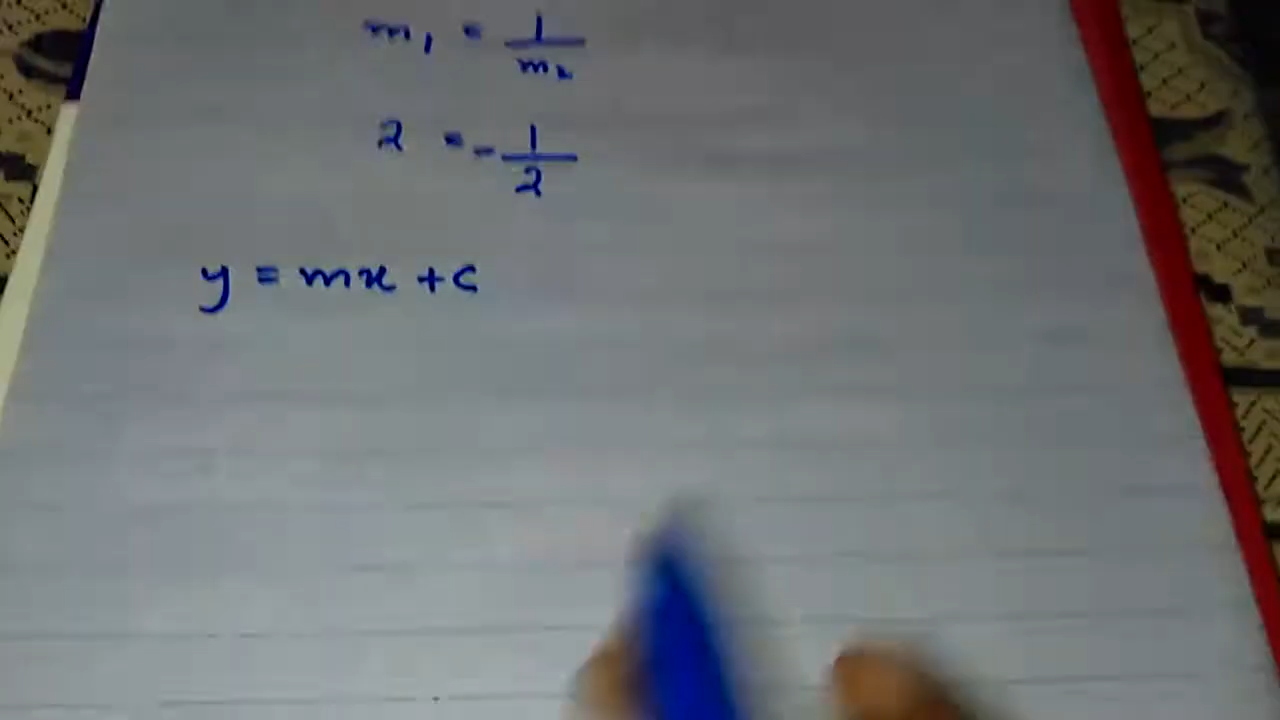 m₁ = 1/m₂
2 = -1/2
y = mx + c